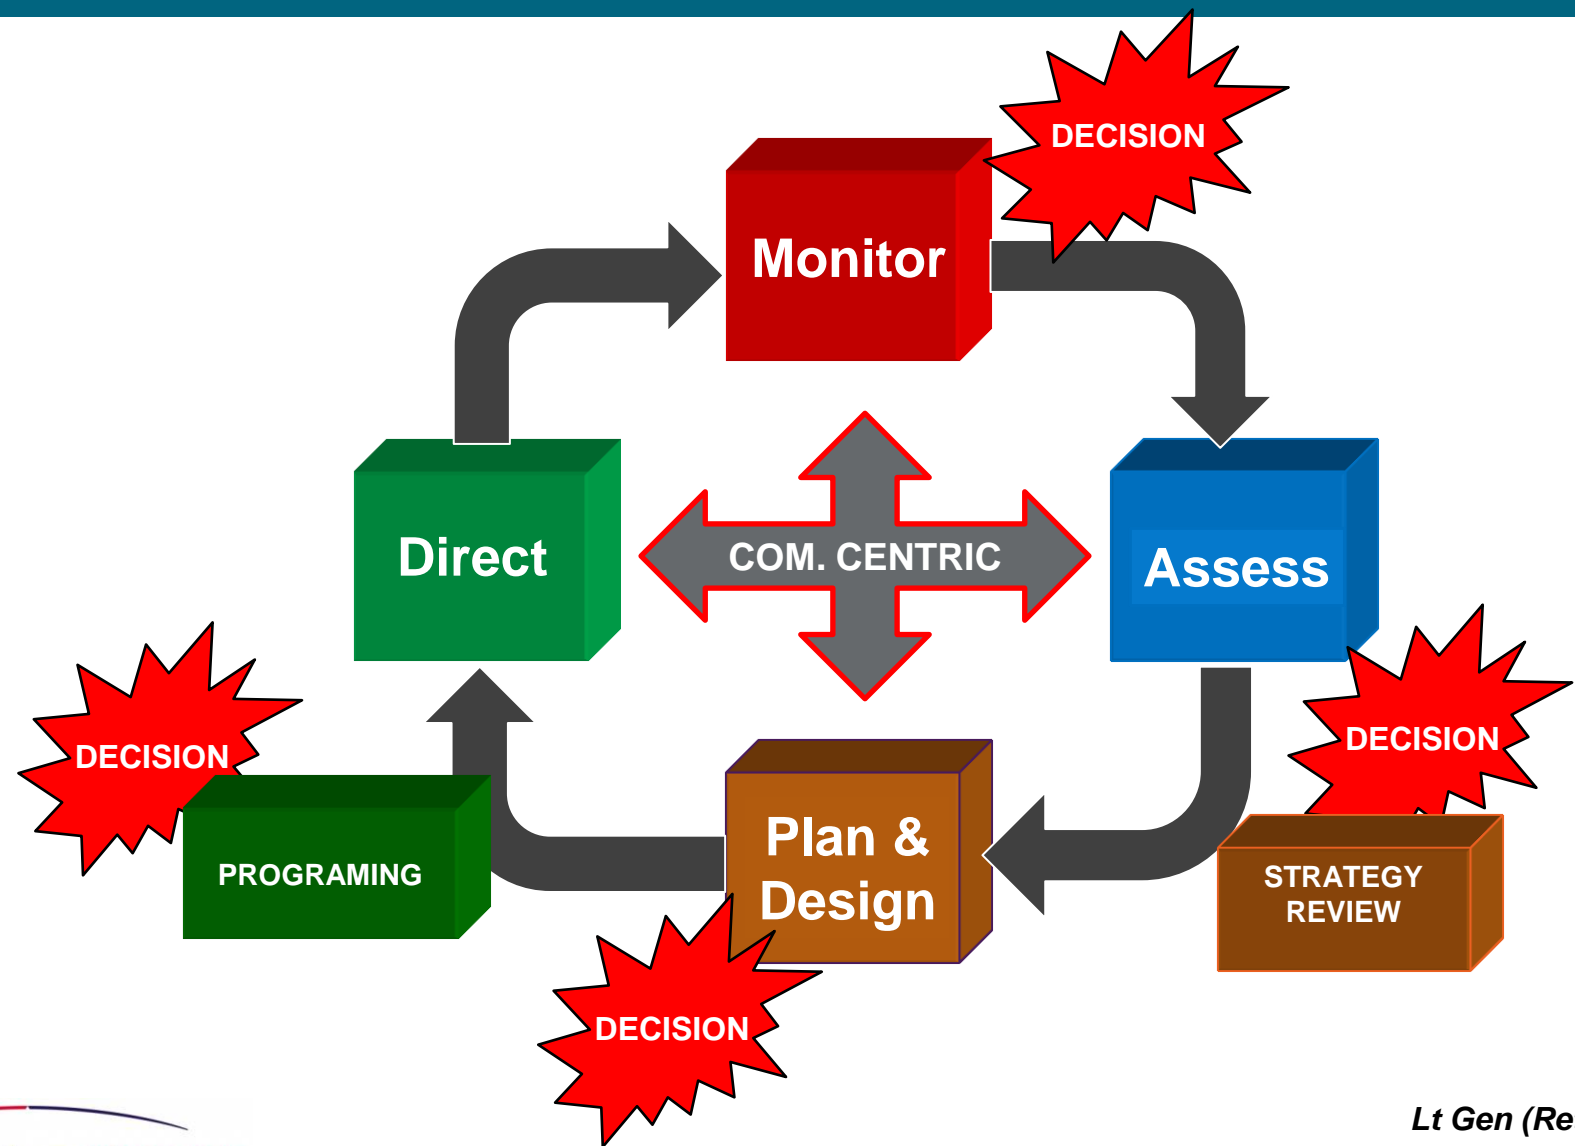 DECISION
Monitor
Direct
COM. CENTRIC
Assess
DECISION
DECISION
PROGRAMING
Plan &
Design
STRATEGY
REVIEW
DECISION
Lt Gen (Re